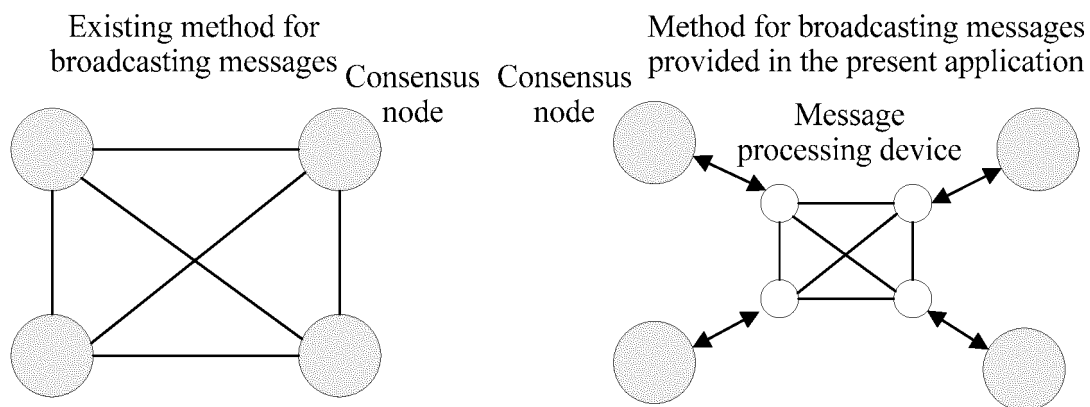 Existing method for
broadcasting messages
Consensus
node
Consensus
node
Method for broadcasting messages
provided in the present application
Message
processing device